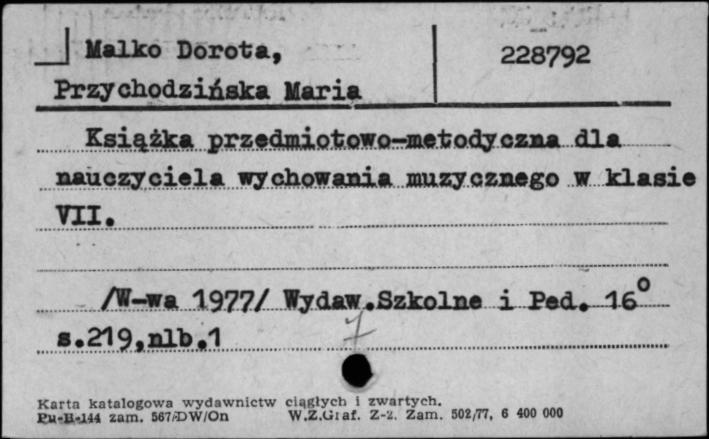 Malko Dorota,
228792
Przychodzińska Maria
Książka przedmiotowo-metodyczna dla
nauczyciela wychowania muzycznego w klasie
VII.
/W-wa 1977/ Wydaw.Szkolne i Ped. 16°
s.219,nlb.1
7
Karta katalogowa wydawnictw ciągłych i zwartych.
Pu-B-144 zam. 567/DW/On W.Z.Graf. Z-2. Zam. 502/77, 6 400 000